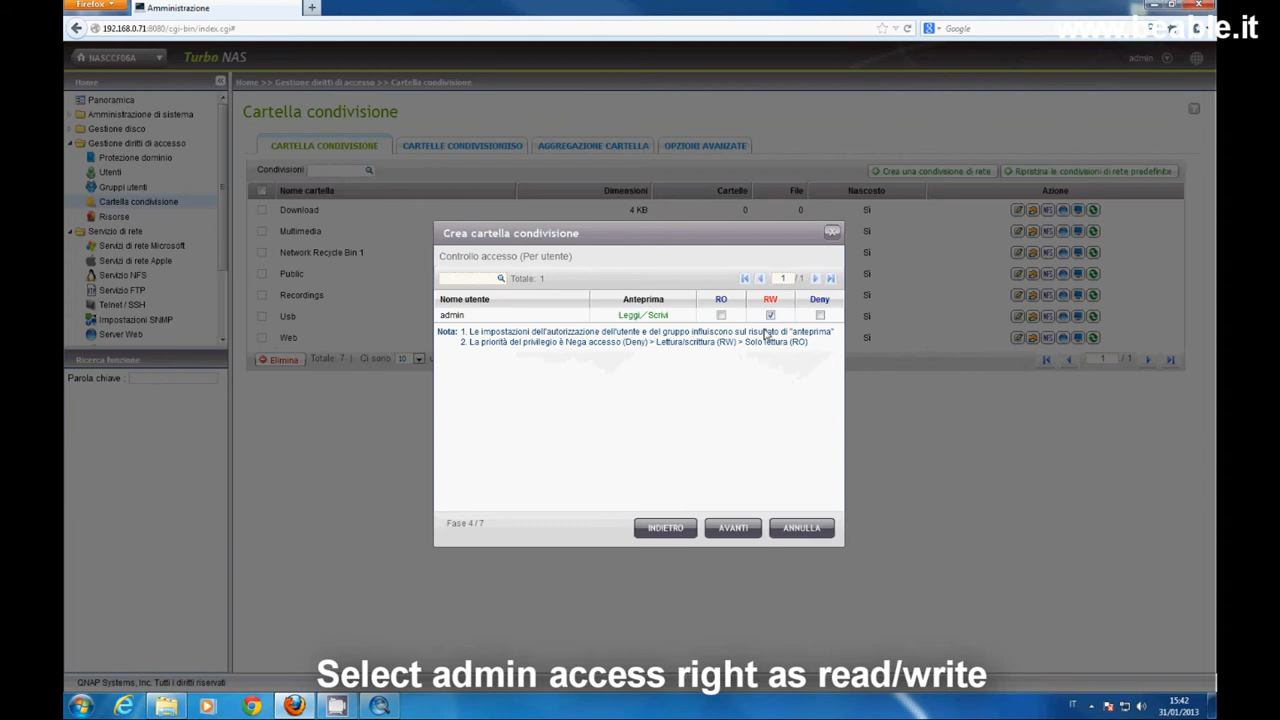 Firefox
Amministrazione
www.beable.it
192.168.0.71:8080/cgi-bin/index.cgi#
Google
NASCCF06A
Turbo NAS
admin
Home
Home >> Gestione diritti di accesso >> Cartella condivisione
Panoramica
Amministrazione di sistema
Gestione disco
Gestione diritti di accesso
Protezione dominio
Utenti
Gruppi utenti
Cartella condivisione
Risorse
Servizio di rete
Servizi di rete Microsoft
Servizi di rete Apple
Servizio NFS
Servizio FTP
Telnet / SSH
Impostazioni SNMP
Server Web
Ricerca funzione
Parola chiave :
Cartella condivisione
CARTELLA CONDIVISIONE
CARTELLE CONDIVISIONIISO
AGGREGAZIONE CARTELLA
OPZIONI AVANZATE
Condivisioni
Crea una condivisione di rete
Ripristina le condivisioni di rete predefinite
Nome cartella Dimensioni Cartelle File Nascosto Azione
Download 4 KB 0 0 Sì
Multimedia Sì
Network Recycle Bin 1 Sì
Public Sì
Recordings Sì
Usb Sì
Web Sì
Elimina Totale: 7 | Ci sono 10
1 / 1
Crea cartella condivisione
Controllo accesso (Per utente)
Totale: 1
1 / 1
Nome utente Anteprima RO RW Deny
admin Leggi/Scrivi
Nota: 1. Le impostazioni dell'autorizzazione dell'utente e del gruppo influiscono sul risultato di "anteprima"
2. La priorità del privilegio è Nega accesso (Deny) > Lettura/scrittura (RW) > Solo lettura (RO)
Fase 4 / 7
INDIETRO
AVANTI
ANNULLA
Select admin access right as read/write
QNAP Systems, Inc. Tutti i diritti riservati
IT
15:42
31/01/2013